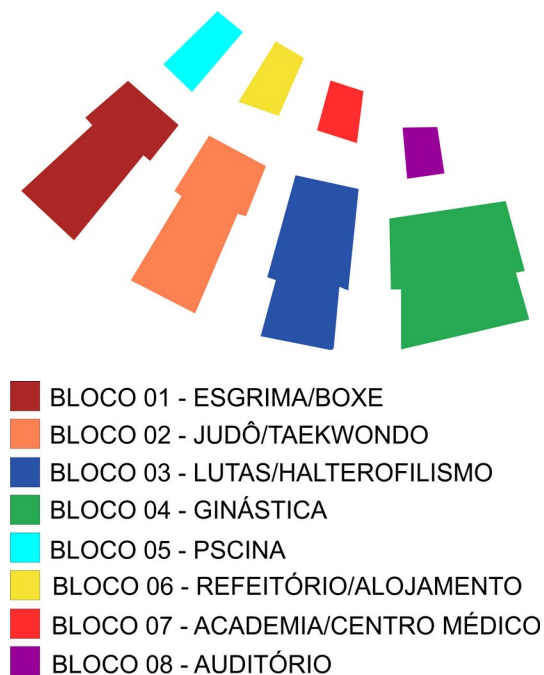 BLOCO 01 - ESGRIMA/BOXE
BLOCO 02 - JUDÔ/TAEKWONDO
BLOCO 03 - LUTAS/HALTEROFILISMO
BLOCO 04 - GINÁSTICA
BLOCO 05 - PSCINA
BLOCO 06 - REFEITÓRIO/ALOJAMENTO
BLOCO 07 - ACADEMIA/CENTRO MÉDICO
BLOCO 08 - AUDITÓRIO